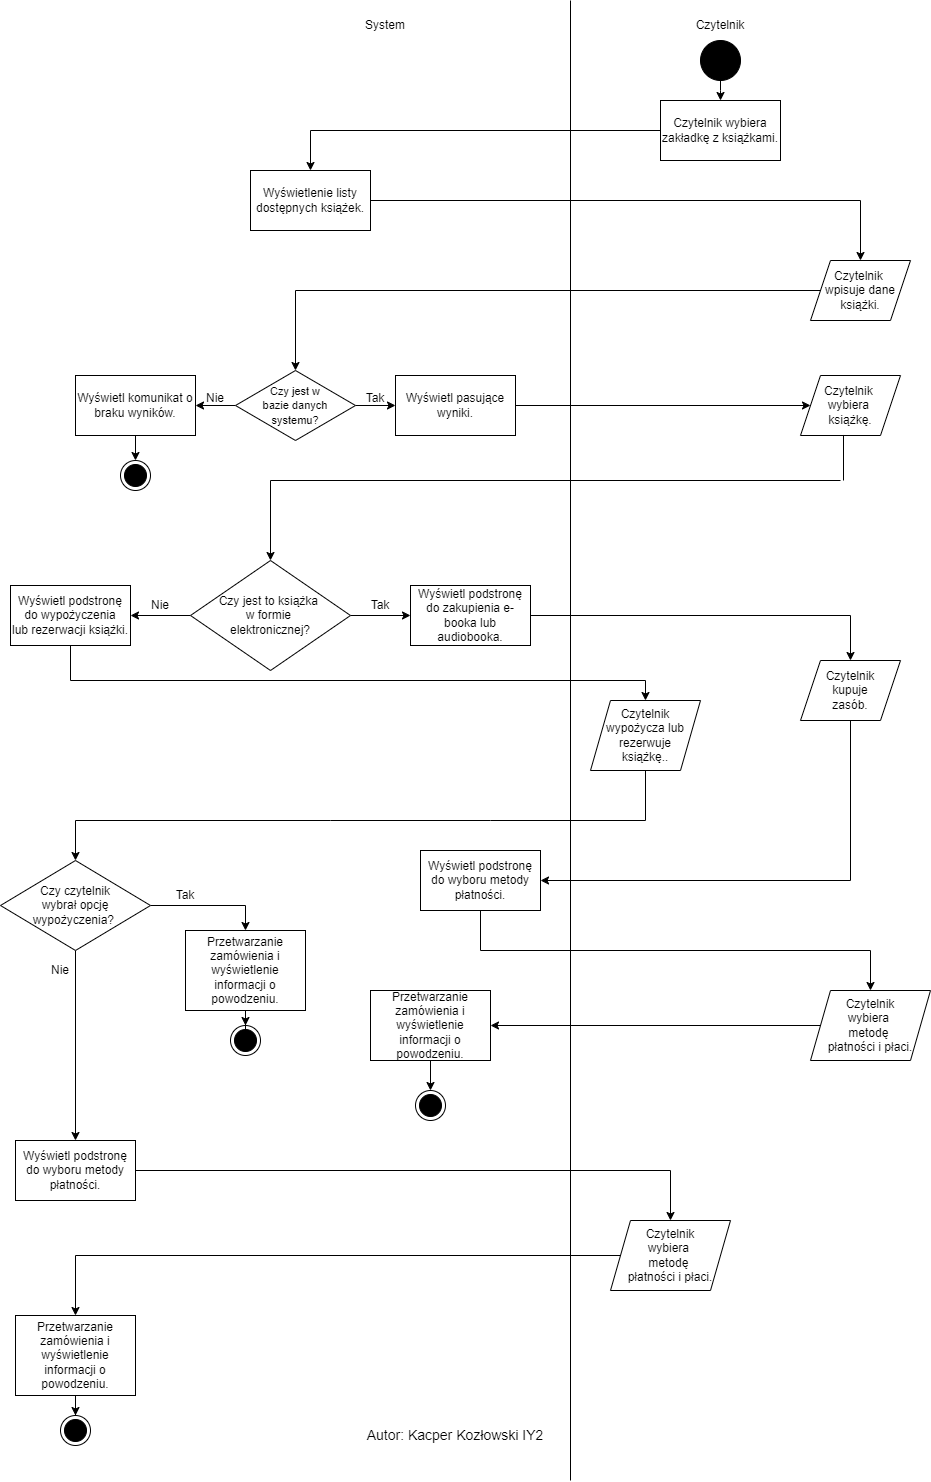 System
Czytelnik
Czytelnik wybiera
zakładkę z książkami.
Wyświetlenie listy
dostępnych książek.
Czytelnik
wpisuje dane
książki.
Wyświetl komunikat o
braku wyników.
Nie
Czy jest w
bazie danych
systemu?
Tak
Wyświetl pasujące
wyniki.
Czytelnik
wybiera
książkę.
Wyświetl podstronę
do wypożyczenia
lub rezerwacji książki.
Nie
Czy jest to książka
w formie
elektronicznej?
Tak
Wyświetl podstronę
do zakupienia e-
booka lub
audiobooka.
Czytelnik
kupuje
zasób.
Czytelnik
wypożycza lub
rezerwuje
książkę..
Czy czytelnik
wybrał opcję
wypożyczenia?
Tak
Wyświetl podstronę
do wyboru metody
płatności.
Przetwarzanie
zamówienia i
wyświetlenie
informacji o
powodzeniu.
Nie
Przetwarzanie
zamówienia i
wyświetlenie
informacji o
powodzeniu.
Czytelnik
wybiera
metodę
płatności i płaci.
Wyświetl podstronę
do wyboru metody
płatności.
Czytelnik
wybiera
metodę
płatności i płaci.
Przetwarzanie
zamówienia i
wyświetlenie
informacji o
powodzeniu.
Autor: Kacper Kozłowski IY2